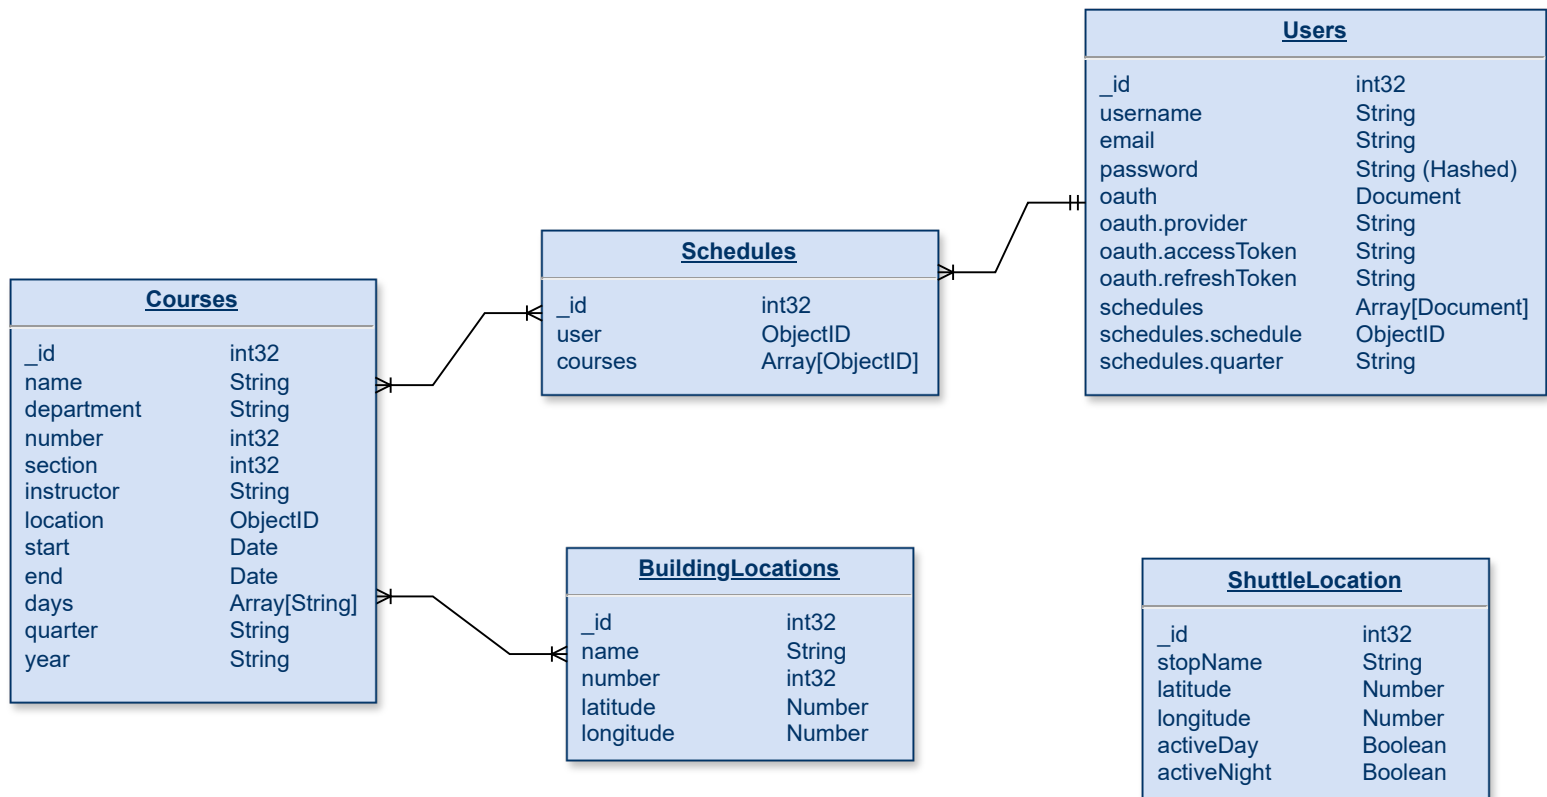 Users
_id int32
username String
email String
password String (Hashed)
oauth Document
oauth.provider String
oauth.accessToken String
oauth.refreshToken String
schedules Array[Document]
schedules.schedule ObjectID
schedules.quarter String
Schedules
_id int32
user ObjectID
courses Array[ObjectID]
Courses
_id int32
name String
department String
number int32
section int32
instructor String
location ObjectID
start Date
end Date
days Array[String]
quarter String
year String
BuildingLocations
_id int32
name String
number int32
latitude Number
longitude Number
ShuttleLocation
_id int32
stopName String
latitude Number
longitude Number
activeDay Boolean
activeNight Boolean